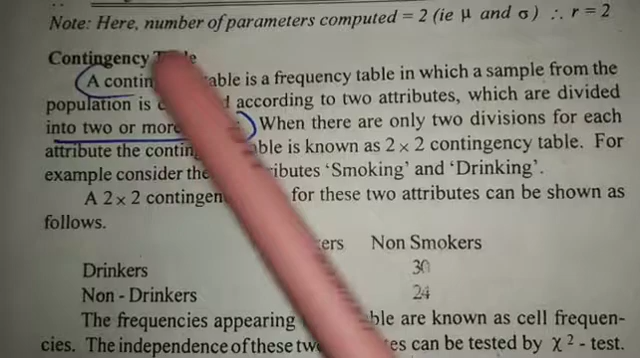 Note: Here, number of parameters computed = 2 (ie μ and σ) ∴ r = 2
Contingency
A contin able is a frequency table in which a sample from the
population is according to two attributes, which are divided
into two or more When there are only two divisions for each
attribute the contin ble is known as 2 × 2 contingency table. For
example consider the ibutes ‘Smoking’ and ‘Drinking’.
A 2 × 2 contingen for these two attributes can be shown as
follows.
ers Non Smokers
Drinkers 30
Non - Drinkers 24
The frequencies appearing ble are known as cell frequen-
cies. The independence of these tw es can be tested by χ² - test.